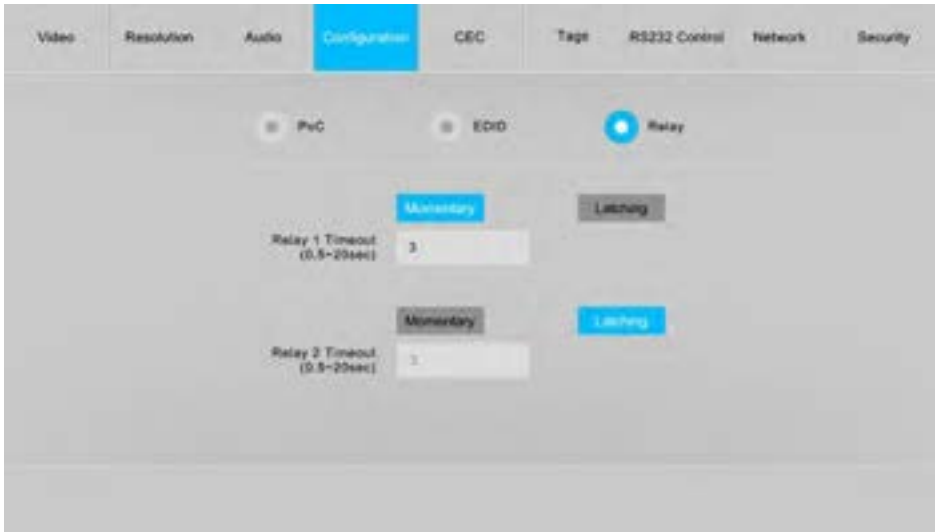 Video Resolution Audio Configuration CEC Tags RS232 Control Network Security
PoC EDID Relay
Momentary Latching
Relay 1 Timeout
(0.5~20sec)
3
Momentary Latching
Relay 2 Timeout
(0.5~20sec)
3